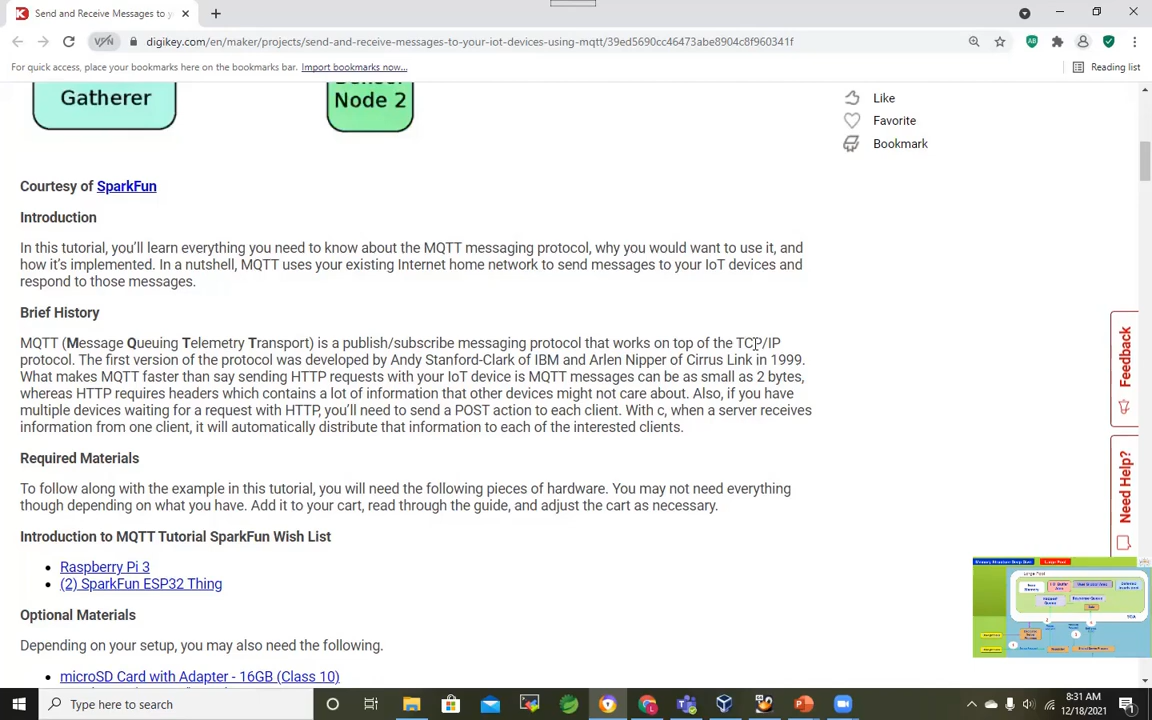 Send and Receive Messages to y
digikey.com/en/maker/projects/send-and-receive-messages-to-your-iot-devices-using-mqtt/39ed5690cc46473abe8904c8f960341f
For quick access, place your bookmarks here on the bookmarks bar. Import bookmarks now...
Reading list
Gatherer
Node 2
Like
Favorite
Bookmark
Courtesy of SparkFun
Introduction
In this tutorial, you'll learn everything you need to know about the MQTT messaging protocol, why you would want to use it, and
how it's implemented. In a nutshell, MQTT uses your existing Internet home network to send messages to your IoT devices and
respond to those messages.
Brief History
MQTT (Message Queuing Telemetry Transport) is a publish/subscribe messaging protocol that works on top of the TCP/IP
protocol. The first version of the protocol was developed by Andy Stanford-Clark of IBM and Arlen Nipper of Cirrus Link in 1999.
What makes MQTT faster than say sending HTTP requests with your IoT device is MQTT messages can be as small as 2 bytes,
whereas HTTP requires headers which contains a lot of information that other devices might not care about. Also, if you have
multiple devices waiting for a request with HTTP, you'll need to send a POST action to each client. With c, when a server receives
information from one client, it will automatically distribute that information to each of the interested clients.
Required Materials
To follow along with the example in this tutorial, you will need the following pieces of hardware. You may not need everything
though depending on what you have. Add it to your cart, read through the guide, and adjust the cart as necessary.
Introduction to MQTT Tutorial SparkFun Wish List
Raspberry Pi 3
(2) SparkFun ESP32 Thing
Optional Materials
Depending on your setup, you may also need the following.
microSD Card with Adapter - 16GB (Class 10)
Feedback
Need Help?
Type here to search
8:31 AM
12/18/2021